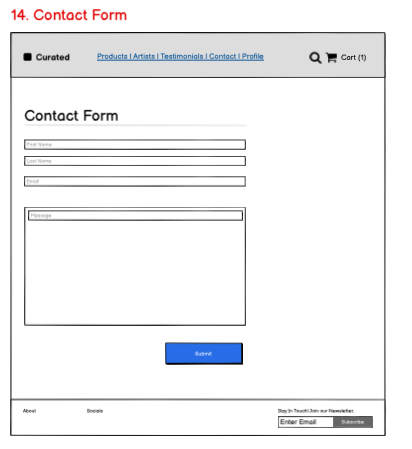 14. Contact Form
Curated
Products | Artists | Testimonials | Contact | Profile
Cart (1)
Contact Form
First Name
Last Name
Email
Message
Submit
About
Socials
Stay In Touch! Join our Newsletter.
Enter Email
Subscribe